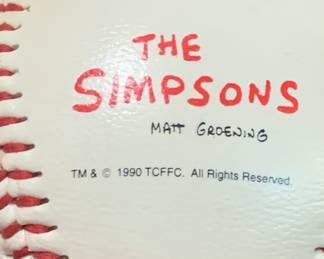 THE
SIMPSONS
MATT GROENING
TM & © 1990 TCFFC. All Rights Reserved.